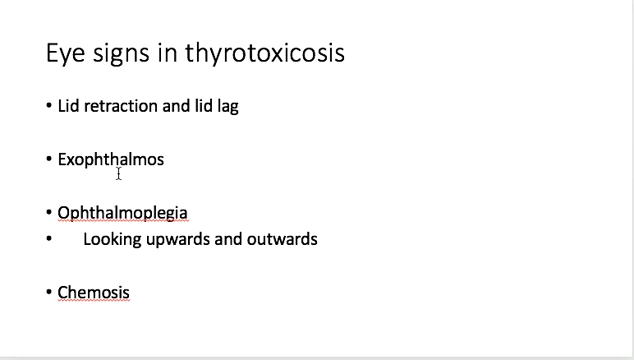 Eye signs in thyrotoxicosis
• Lid retraction and lid lag
• Exophthalmos
• Ophthalmoplegia
• Looking upwards and outwards
• Chemosis